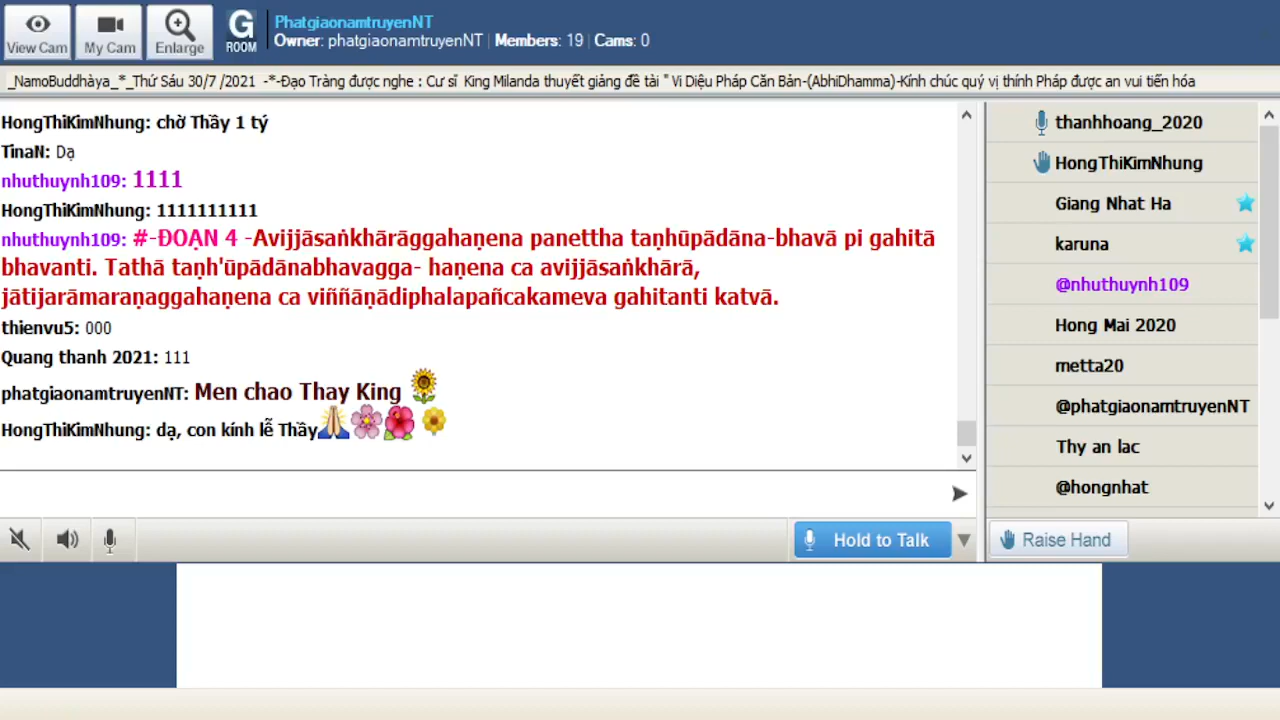 View Cam
My Cam
Enlarge
G
ROOM
PhatgiaonamtruyenNT
Owner: phatgiaonamtruyenNT | Members: 19 | Cams: 0
_NamoBuddhàya_*_Thứ Sáu 30/7 /2021 -*-Đạo Tràng được nghe : Cư sĩ King Milanda thuyết giảng đề tài " Vi Diệu Pháp Căn Bản-(AbhiDhamma)-Kính chúc quý vị thính Pháp được an vui tiến hóa
HongThiKimNhung: chờ Thầy 1 tý
TinaN: Dạ
nhuthuynh109: 1111
HongThiKimNhung: 1111111111
nhuthuynh109: #-ĐOẠN 4 -Avijjāsaṅkhārāggahaṇena panettha taṇhūpādāna-bhavā pi gahitā
bhavanti. Tathā taṇh'ūpādānabhavagga- haṇena ca avijjāsaṅkhārā,
jātijarāmaraṇaggahaṇena ca viññāṇādiphalapañcakameva gahitanti katvā.
thienvu5: 000
Quang thanh 2021: 111
phatgiaonamtruyenNT: Men chao Thay King
HongThiKimNhung: dạ, con kính lễ Thầy
thanhhoang_2020
HongThiKimNhung
Giang Nhat Ha
karuna
@nhuthuynh109
Hong Mai 2020
metta20
@phatgiaonamtruyenNT
Thy an lac
@hongnhat
Hold to Talk
Raise Hand